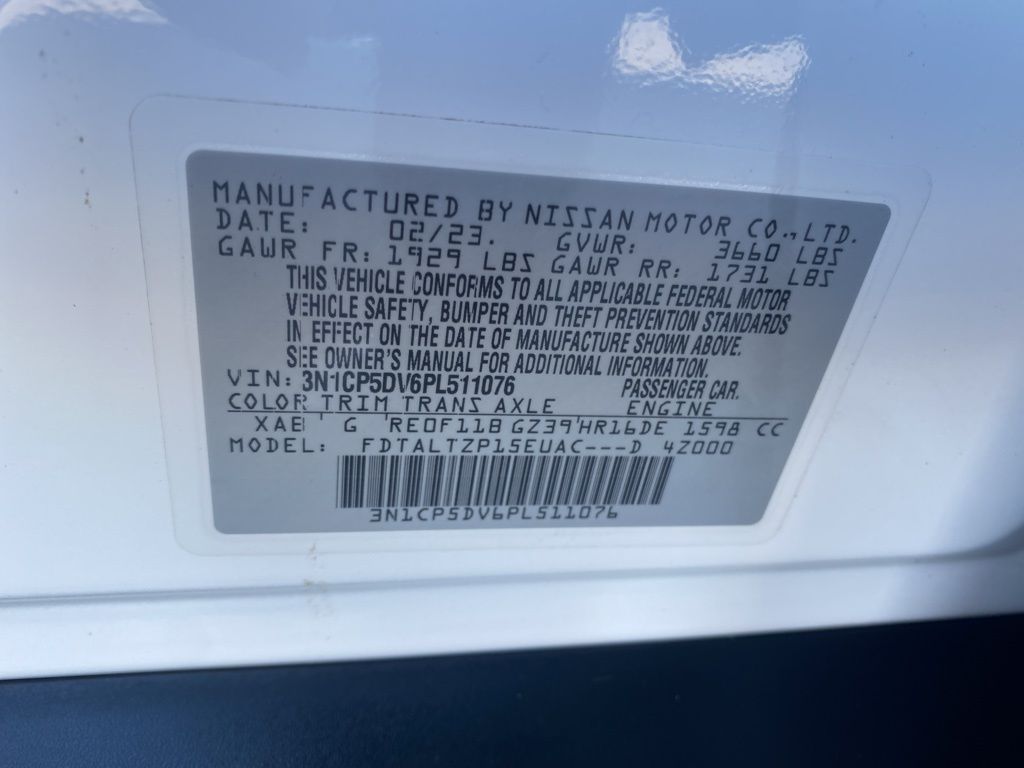 MANUFACTURED BY NISSAN MOTOR CO., LTD.
DATE: 02/23. GVWR: 3660 LBS
GAWR FR: 1929 LBS GAWR RR: 1731 LBS
THIS VEHICLE CONFORMS TO ALL APPLICABLE FEDERAL MOTOR
VEHICLE SAFETY, BUMPER AND THEFT PREVENTION STANDARDS
IN EFFECT ON THE DATE OF MANUFACTURE SHOWN ABOVE.
SEE OWNER'S MANUAL FOR ADDITIONAL INFORMATION.
VIN: 3N1CP5DV6PL511076 PASSENGER CAR.
COLOR TRIM TRANS AXLE ENGINE
XAB G RE0F11B GZ39 HR16DE 1598 CC
MODEL: FDTALTZP15EUAC---D 4Z000
3N1CP5DV6PL511076